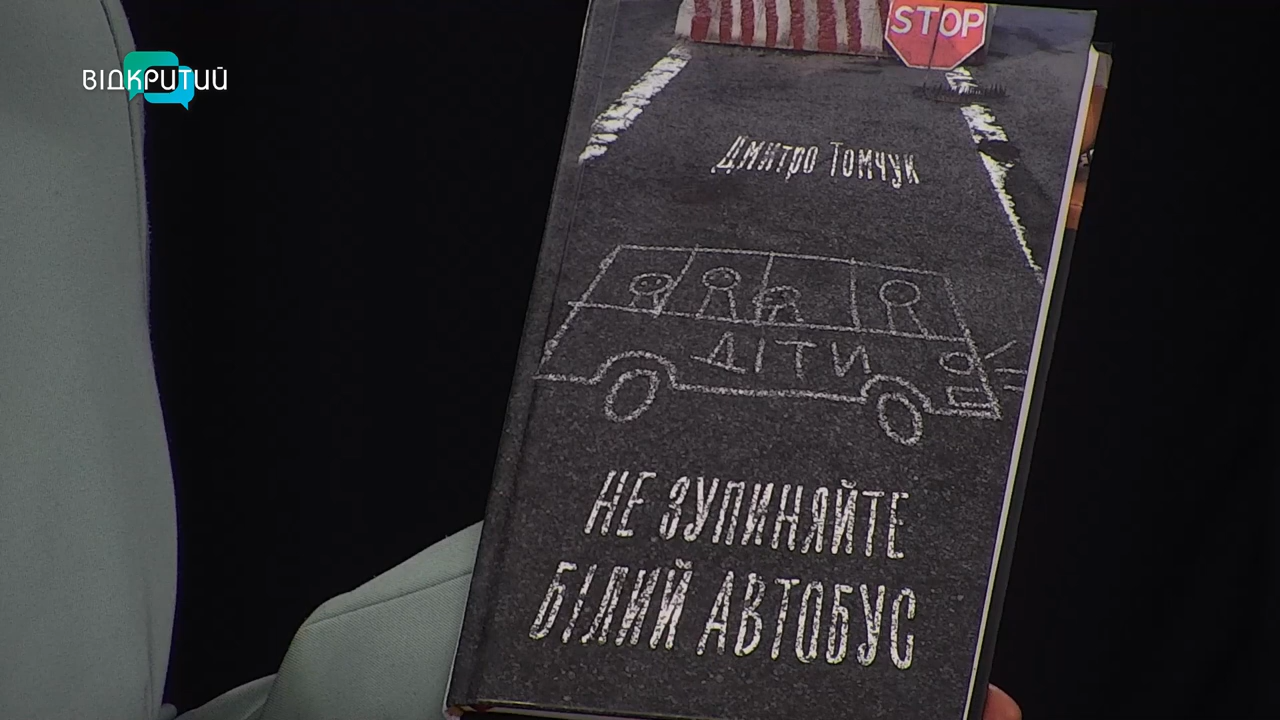 ВІДКРИТИЙ
STOP
Дмитро Томчук
ДІТИ
НЕ ЗУПИНЯЙТЕ
БІЛИЙ АВТОБУС